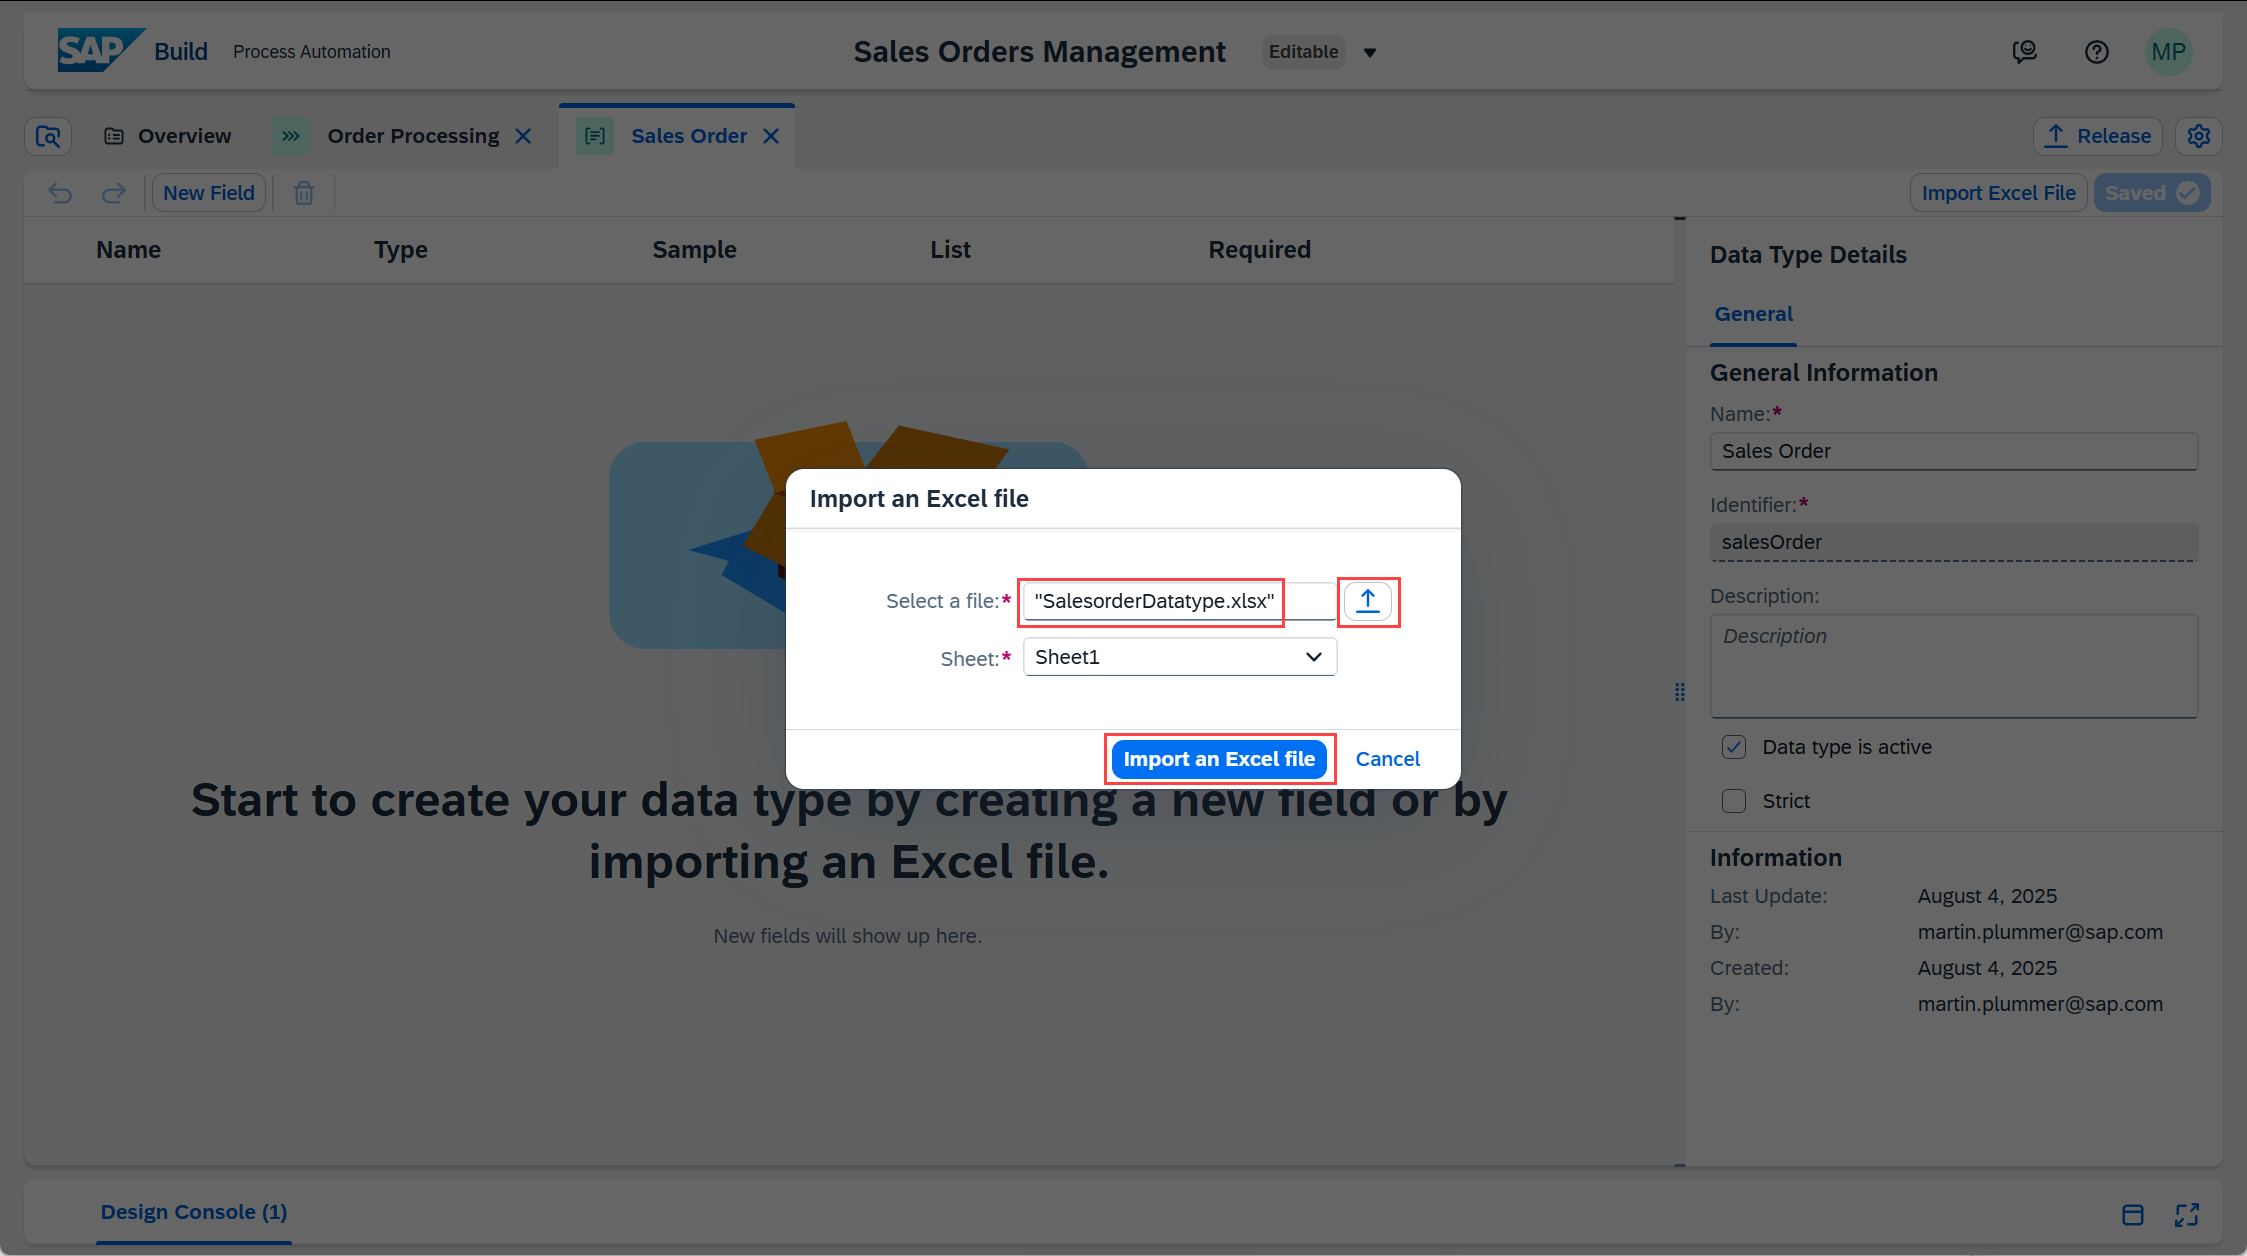 SAP Build Process Automation
Sales Orders Management Editable
MP
Overview
Order Processing
Sales Order
Release
New Field
Import Excel File
Saved
Name Type Sample List Required
Start to create your data type by creating a new field or by
importing an Excel file.
New fields will show up here.
Import an Excel file
Select a file:* "SalesorderDatatype.xlsx"
Sheet:* Sheet1
Import an Excel file Cancel
Data Type Details
General
General Information
Name:*
Sales Order
Identifier:*
salesOrder
Description:
Description
Data type is active
Strict
Information
Last Update: August 4, 2025
By: martin.plummer@sap.com
Created: August 4, 2025
By: martin.plummer@sap.com
Design Console (1)